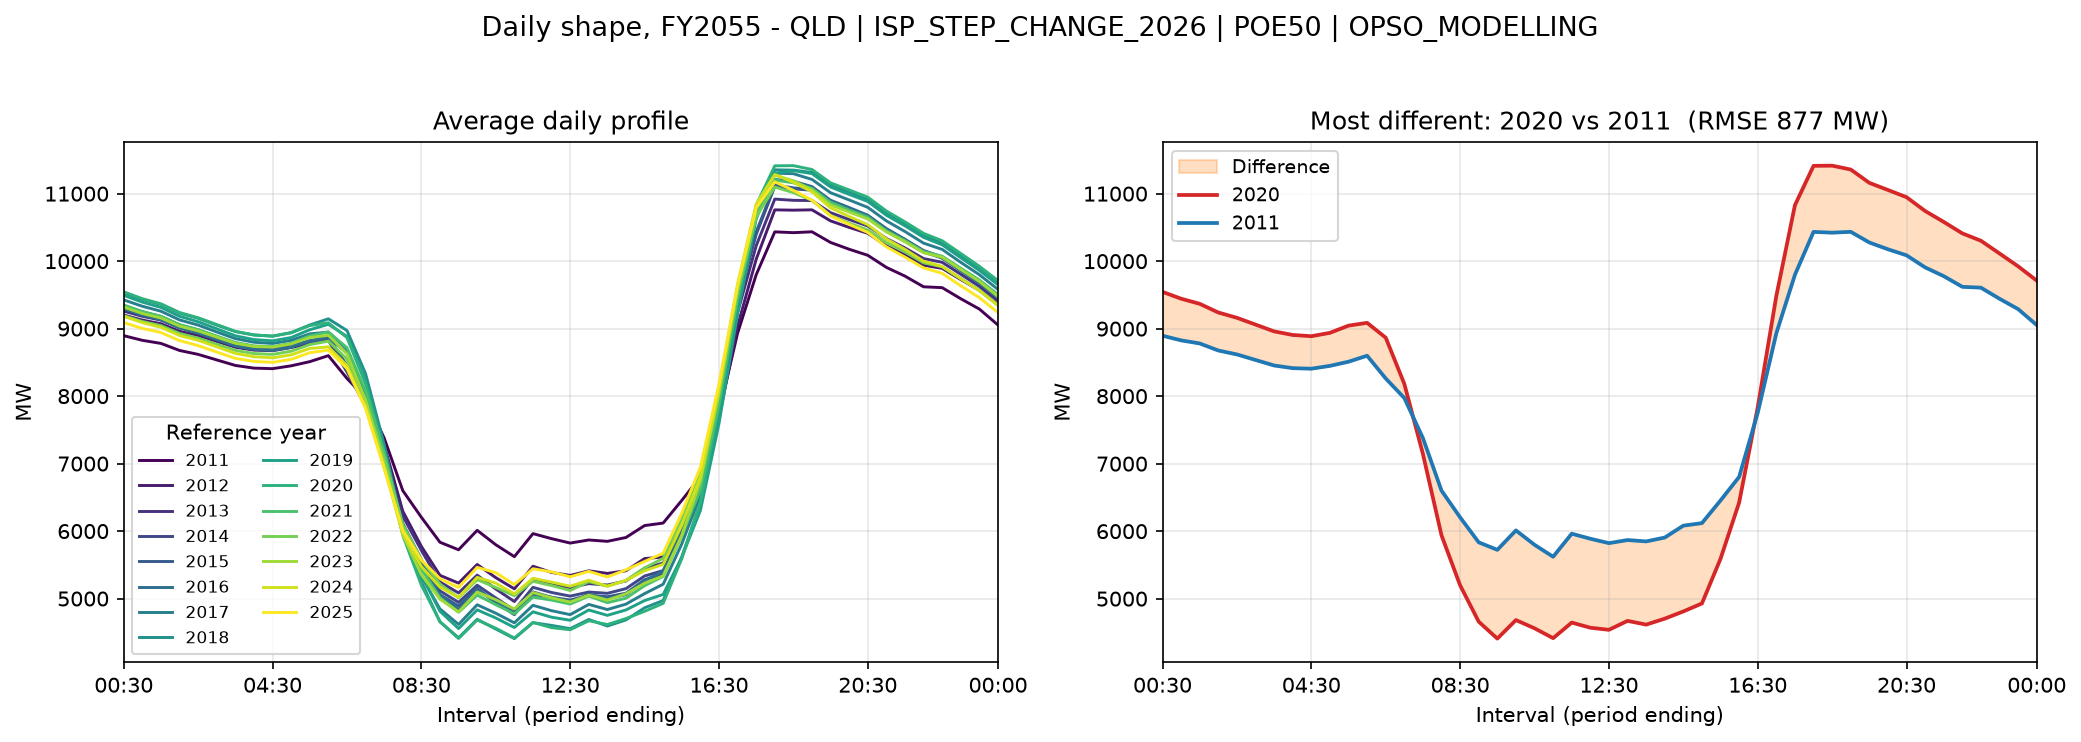 Daily shape, FY2055 - QLD | ISP_STEP_CHANGE_2026 | POE50 | OPSO_MODELLING
Average daily profile
MW
11000
10000
9000
8000
7000
6000
5000
Reference year
2011 2019
2012 2020
2013 2021
2014 2022
2015 2023
2016 2024
2017 2025
2018
00:30 04:30 08:30 12:30 16:30 20:30 00:00
Interval (period ending)
Most different: 2020 vs 2011 (RMSE 877 MW)
Difference
2020
2011
MW
11000
10000
9000
8000
7000
6000
5000
00:30 04:30 08:30 12:30 16:30 20:30 00:00
Interval (period ending)